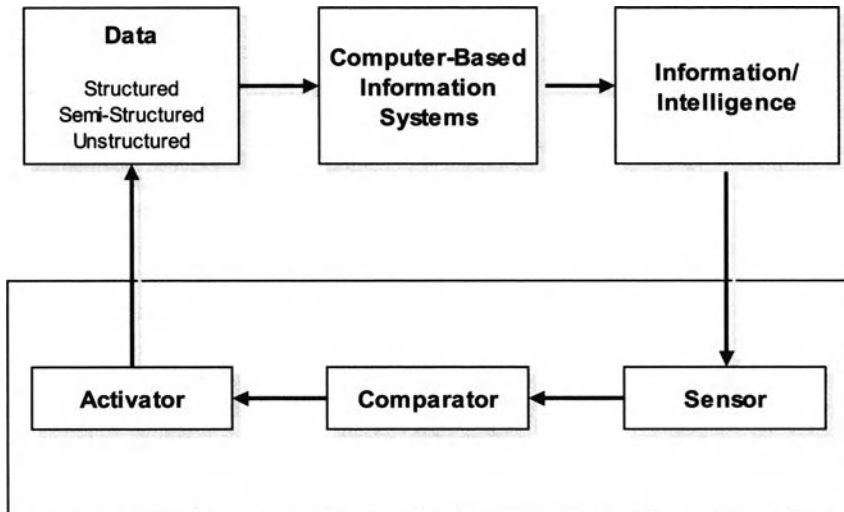 Data
Structured
Semi-Structured
Unstructured
Computer-Based
Information
Systems
Information/
Intelligence
Activator
Comparator
Sensor